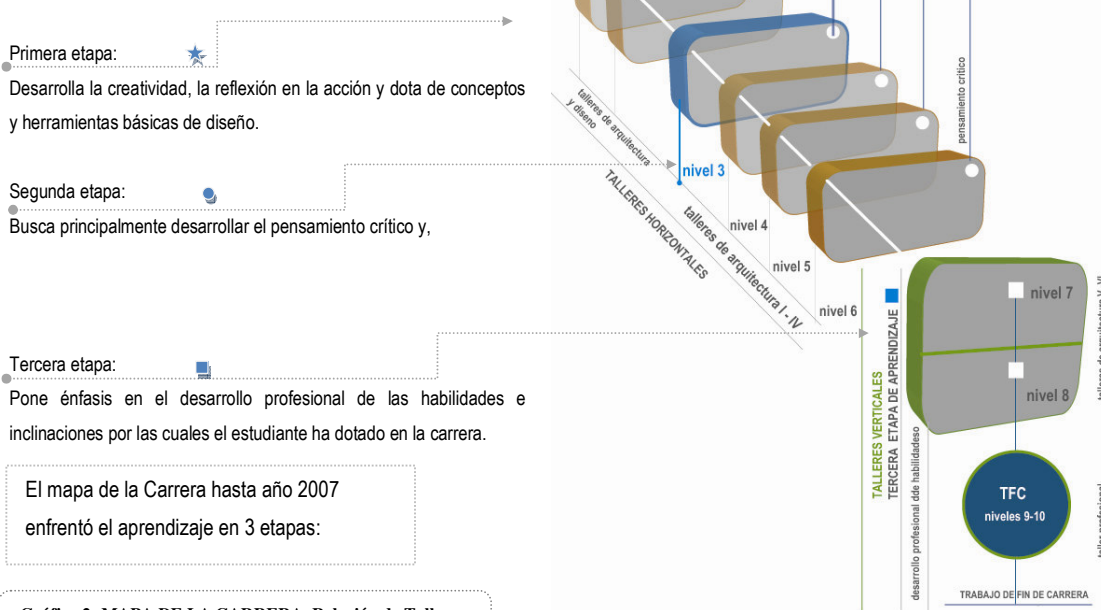 Primera etapa:
Desarrolla la creatividad, la reflexión en la acción y dota de conceptos
y herramientas básicas de diseño.
Segunda etapa:
Busca principalmente desarrollar el pensamiento crítico y,
Tercera etapa:
Pone énfasis en el desarrollo profesional de las habilidades e
inclinaciones por las cuales el estudiante ha dotado en la carrera.
El mapa de la Carrera hasta año 2007
enfrentó el aprendizaje en 3 etapas:
pensamiento crítico
talleres de arquitectura
y diseno
TALLERES HORIZONTALES
talleres de arquitectura I - IV
nivel 3
nivel 4
nivel 5
nivel 6
TALLERES VERTICALES
TERCERA ETAPA DE APRENDIZAJE
desarrollo profesional dde habilidadeso
nivel 7
nivel 8
TFC
niveles 9-10
TRABAJO DE FIN DE CARRERA